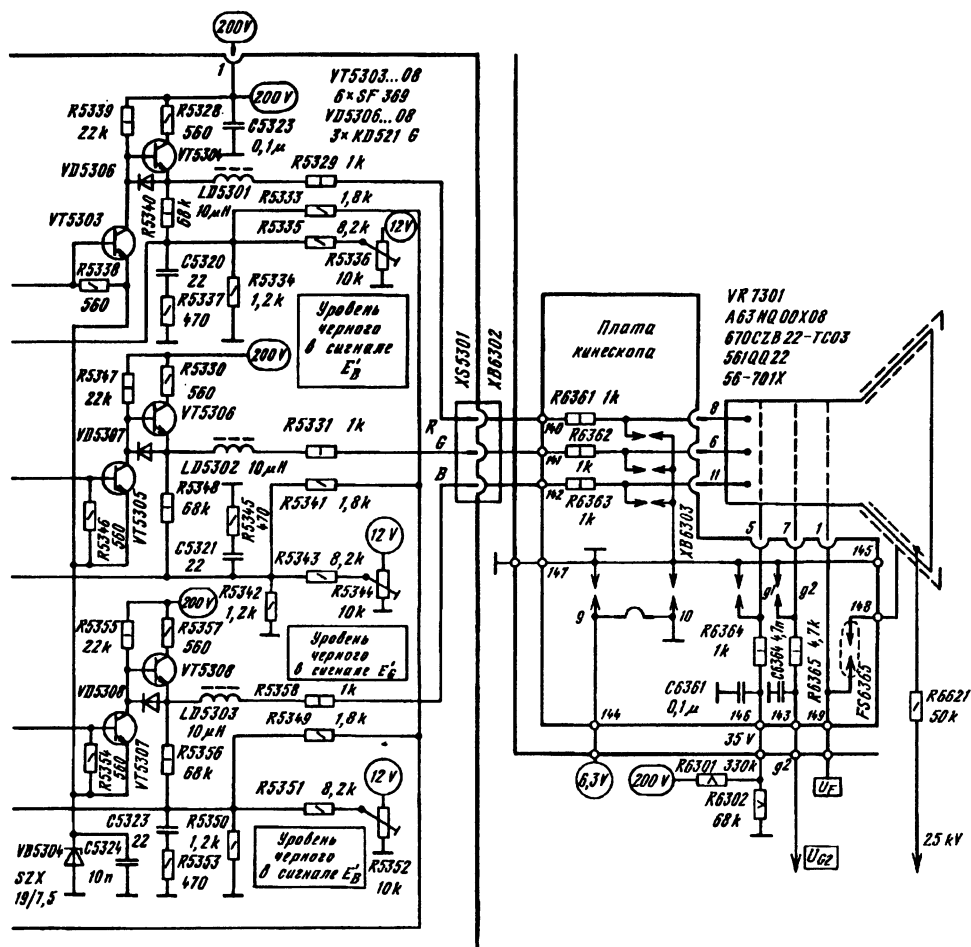 200V
1
VT5303...08
6×SF 369
VD5306...08
3×KD521 G
200V
R5339
22k
R5328
560
C5323
0,1μ
VT5304
VD5306
R5340
68k
LD5301
10μH
R5329 1k
R5333
1,8k
R5335
8,2k
12V
R5336
10k
VT5303
R5338
560
C5320
22
R5337
470
R5334
1,2k
Уровень
черного
в сигнале
E'B
XS5301
XB6302
Плата
кинескопа
VR 7301
A63 NQ 00X08
670CZB 22-TC03
561QQ22
56-701X
R5347
22k
R5330
560
200V
VT5306
VD5307
LD5302 10μH
R5331 1k
R
G
B
R6361 1k
140
R6362
1k
141
R6363
1k
142
8
6
11
XB6303
VT5305
R5346
560
R5348
68k
R5345
470
C5321
22
R5341
1,8k
R5343 8,2k
12V
R5344
10k
R5342
1,2k
147
5
7
1
145
9
10
g1
g2
148
R5355
22k
200V
R5357
560
VT5308
Уровень
черного
в сигнале E'G
VD5308
LD5303
10μH
R5358
1k
R5349
1,8k
R6364
1k
C6364 4,7n
R6365 4,7k
FS6365
R6621
50k
C6361
0,1μ
144
146
143
149
35V
VT5307
R5354
560
R5356
68k
R5351 8,2k
12V
R5352
10k
6,3V
200V
R6301
330k
g2
R6302
68k
UF
UG2
25 kV
VB5304
SZX
19/7,5
C5324
10n
C5323
22
R5353
470
R5350
1,2k
Уровень
черного
в сигнале E'B